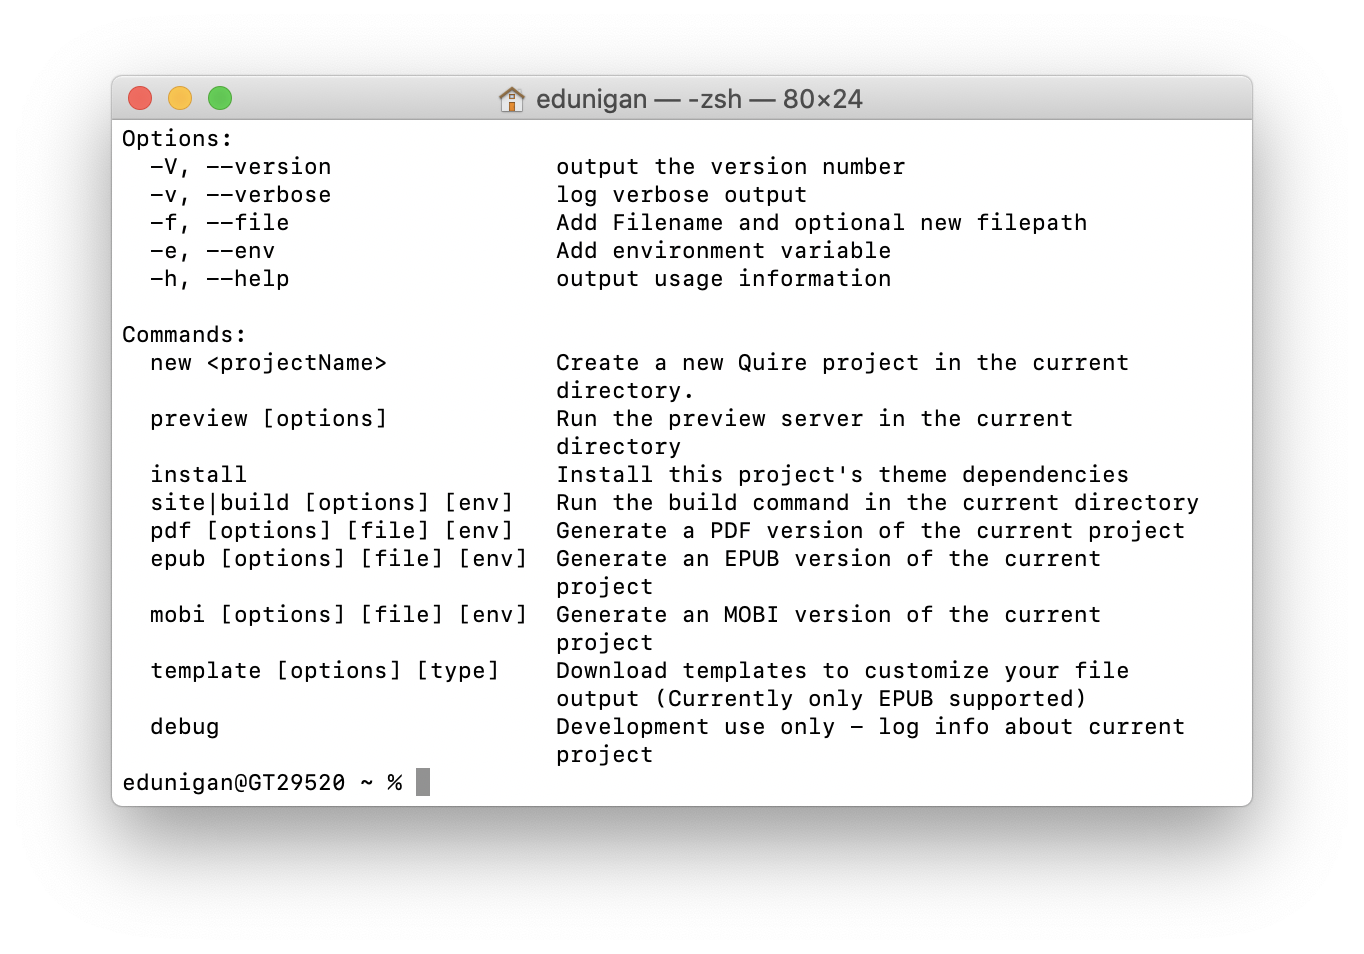 edunigan — -zsh — 80×24
Options:
-V, --version output the version number
-v, --verbose log verbose output
-f, --file Add Filename and optional new filepath
-e, --env Add environment variable
-h, --help output usage information
Commands:
new <projectName> Create a new Quire project in the current
directory.
preview [options] Run the preview server in the current
directory
install Install this project's theme dependencies
site|build [options] [env] Run the build command in the current directory
pdf [options] [file] [env] Generate a PDF version of the current project
epub [options] [file] [env] Generate an EPUB version of the current
project
mobi [options] [file] [env] Generate an MOBI version of the current
project
template [options] [type] Download templates to customize your file
output (Currently only EPUB supported)
debug Development use only - log info about current
project
edunigan@GT29520 ~ %